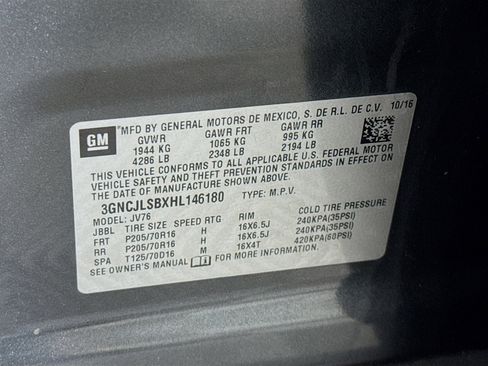 GM
MFD BY GENERAL MOTORS DE MEXICO, S. DE R.L. DE C.V. 10/16
GVWR GAWR FRT GAWR RR
1944 KG 1065 KG 995 KG
4286 LB 2348 LB 2194 LB
THIS VEHICLE CONFORMS TO ALL APPLICABLE U.S. FEDERAL MOTOR
VEHICLE SAFETY AND THEFT PREVENTION STANDARDS IN EFFECT ON
THE DATE OF MANUFACTURE SHOWN ABOVE.
3GNCJLSBXHL146180 TYPE: M.P.V.
MODEL: JV76
JBBL TIRE SIZE SPEED RTG RIM COLD TIRE PRESSURE
FRT P205/70R16 H 16X6.5J 240KPA(35PSI)
RR P205/70R16 H 16X6.5J 240KPA(35PSI)
SPA T125/70D16 M 16X4T 420KPA(60PSI)
SEE OWNER'S MANUAL